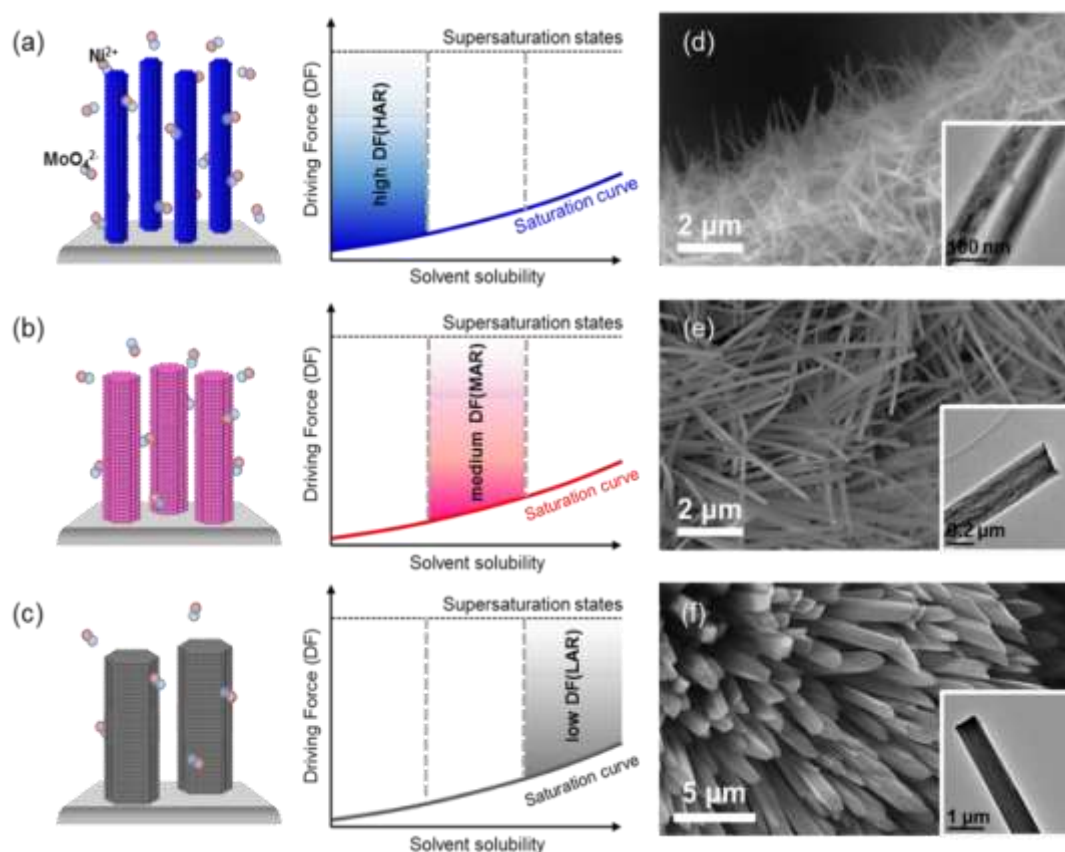 (a)
Ni2+
MoO42-
Driving Force (DF)
Supersaturation states
high DF(HAR)
Saturation curve
Solvent solubility
(d)
2 μm
100 nm
(b)
Driving Force (DF)
Supersaturation states
medium DF(MAR)
Saturation curve
Solvent solubility
(e)
2 μm
0.2 μm
(c)
Driving Force (DF)
Supersaturation states
low DF(LAR)
Saturation curve
Solvent solubility
(f)
5 μm
1 μm